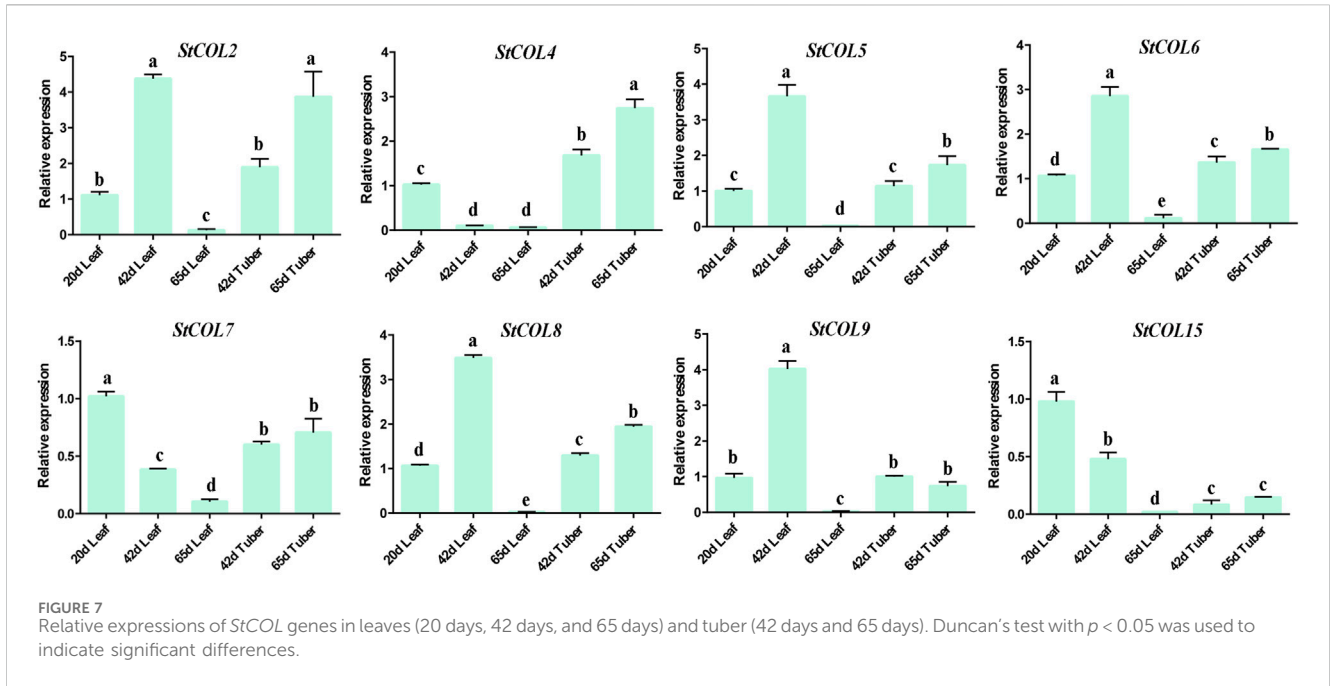 StCOL2
Relative expression
5
4
3
2
1
0
b
a
c
b
a
20d Leaf
42d Leaf
65d Leaf
42d Tuber
65d Tuber
StCOL4
Relative expression
4
3
2
1
0
c
d
d
b
a
20d Leaf
42d Leaf
65d Leaf
42d Tuber
65d Tuber
StCOL5
Relative expression
5
4
3
2
1
0
c
a
d
c
b
20d Leaf
42d Leaf
65d Leaf
42d Tuber
65d Tuber
StCOL6
Relative expression
4
3
2
1
0
d
a
e
c
b
20d Leaf
42d Leaf
65d Leaf
42d Tuber
65d Tuber
StCOL7
Relative expression
1.5
1.0
0.5
0.0
a
c
d
b
b
20d Leaf
42d Leaf
65d Leaf
42d Tuber
65d Tuber
StCOL8
Relative expression
4
3
2
1
0
d
a
e
c
b
20d Leaf
42d Leaf
65d Leaf
42d Tuber
65d Tuber
StCOL9
Relative expression
5
4
3
2
1
0
b
a
c
b
b
20d Leaf
42d Leaf
65d Leaf
42d Tuber
65d Tuber
StCOL15
Relative expression
1.5
1.0
0.5
0.0
a
b
d
c
c
20d Leaf
42d Leaf
65d Leaf
42d Tuber
65d Tuber
FIGURE 7
Relative expressions of StCOL genes in leaves (20 days, 42 days, and 65 days) and tuber (42 days and 65 days). Duncan's test with p < 0.05 was used to
indicate significant differences.